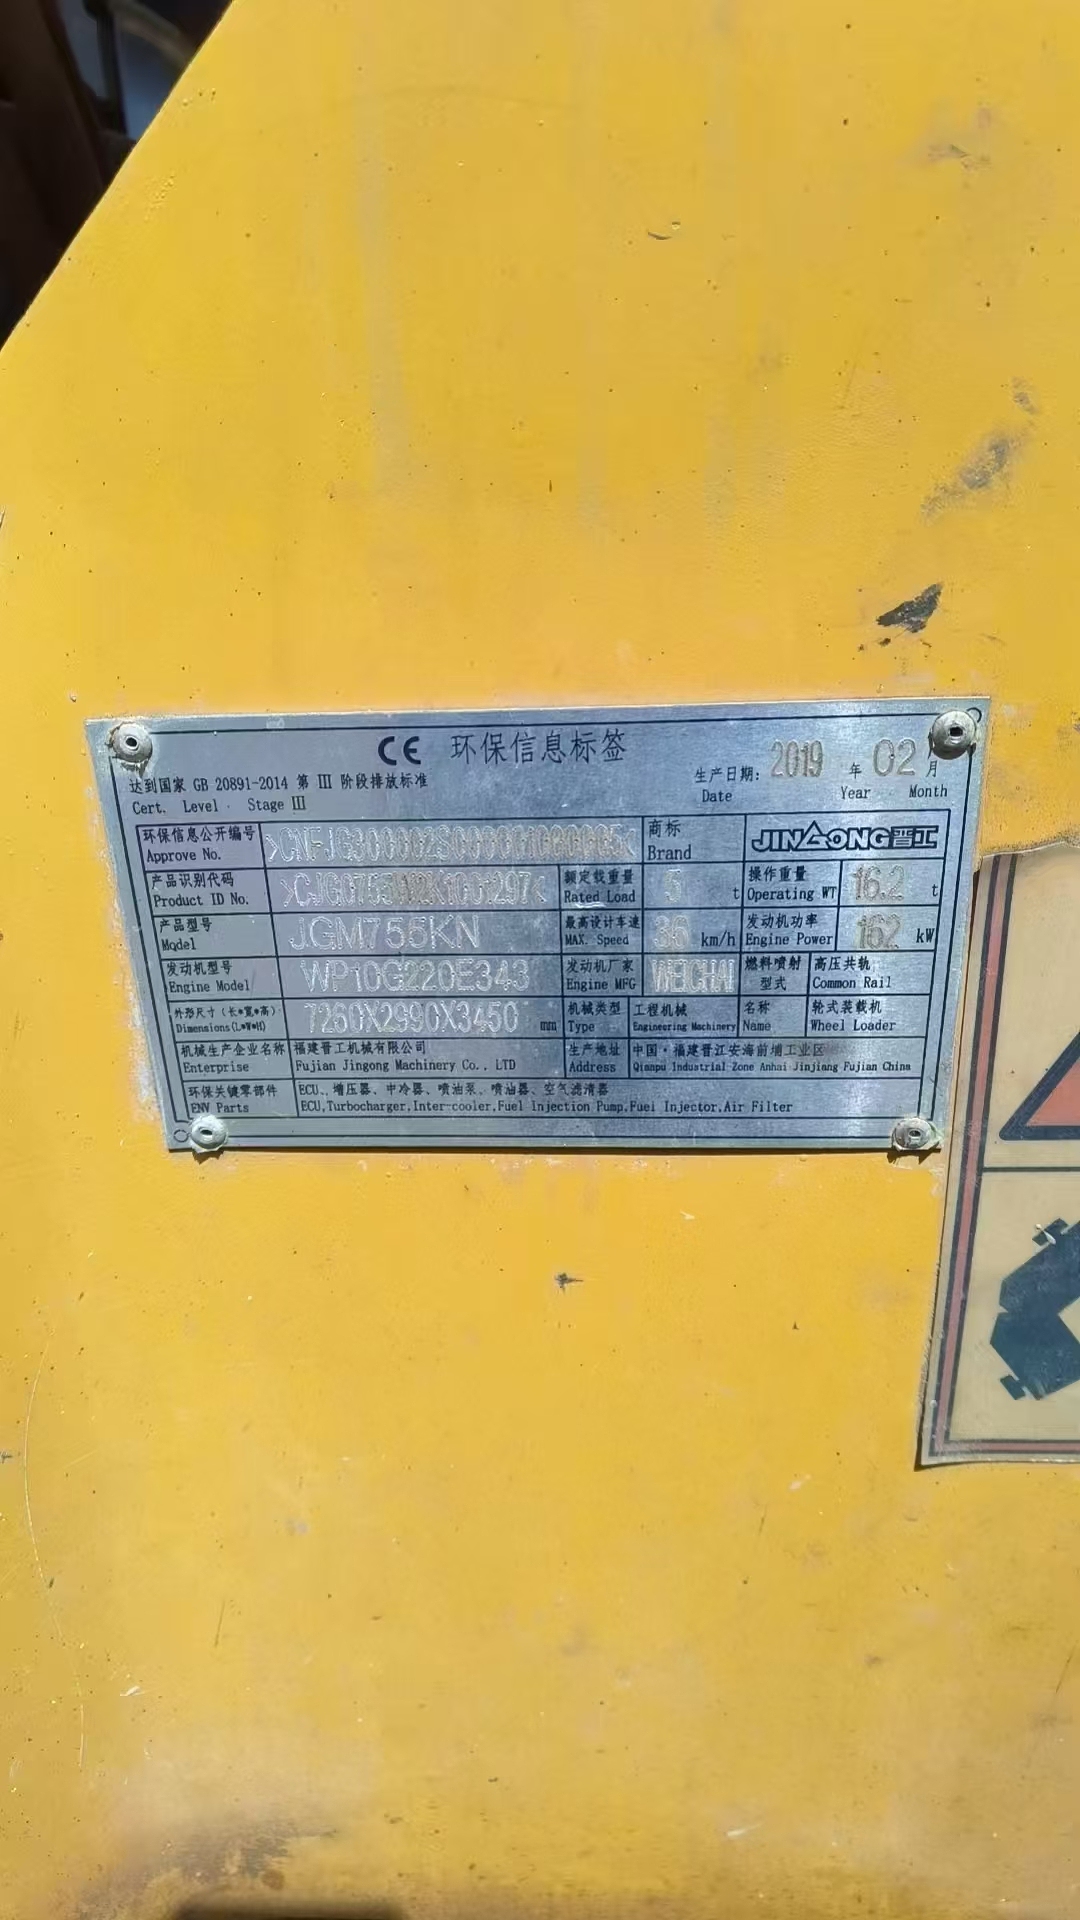 CE 环保信息标签
达到国家 GB 20891-2014 第 III 阶段排放标准
Cert. Level · Stage III
生产日期: 2019 年 02 月
Date Year Month
环保信息公开编号
Approve No.
商标
Brand
JINGONG晋工
产品识别代码
Product ID No.
额定载重量 5 t
Rated Load
操作重量 16.2 t
Operating WT
产品型号 JGM755KN
Model
最高设计车速 36 km/h
MAX. Speed
发动机功率 162 kW
Engine Power
发动机型号 WP10G220E343
Engine Model
发动机厂家 WEICHAI
Engine MFG
燃料喷射型式
高压共轨
Common Rail
外形尺寸(长*宽*高) 7260X2990X3450 mm
Dimensions(L*W*H)
机械类型 工程机械
Type Engineering Machinery
名称 轮式装载机
Name Wheel Loader
机械生产企业名称 福建晋工机械有限公司
Enterprise Fujian Jingong Machinery Co., LTD
生产地址 中国·福建晋江安海前埔工业区
Address Qianpu Industrial Zone Anhai Jinjiang Fujian China
环保关键零部件 ECU、增压器、中冷器、喷油泵、喷油器、空气滤清器
ENV Parts ECU,Turbocharger,Inter-cooler,Fuel Injection Pump,Fuel Injector,Air Filter